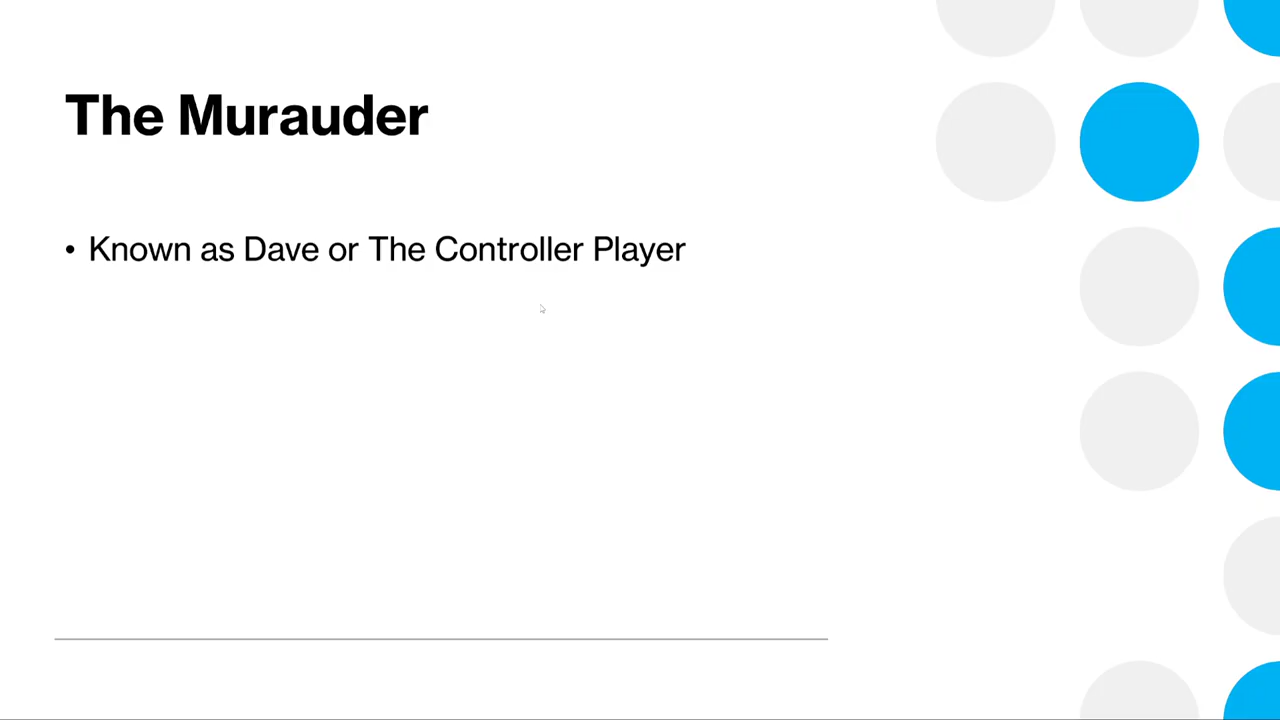 The Murauder
• Known as Dave or The Controller Player